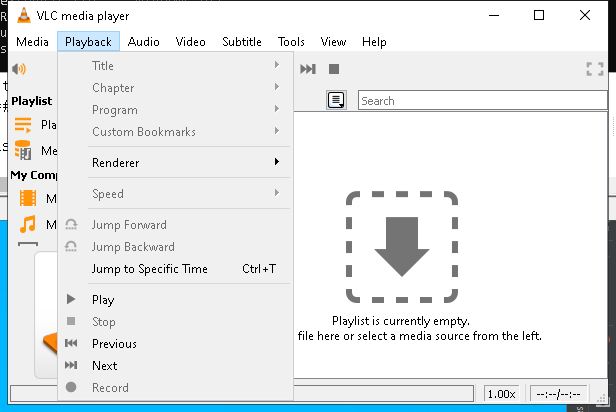 VLC media player
Media Playback Audio Video Subtitle Tools View Help
Title
Chapter
Program
Custom Bookmarks
Renderer
Speed
Jump Forward
Jump Backward
Jump to Specific Time Ctrl+T
Play
Stop
Previous
Next
Record
Search
Playlist
Pla
Me
My Comp
M
M
Playlist is currently empty.
file here or select a media source from the left.
1.00x --:--/--:--